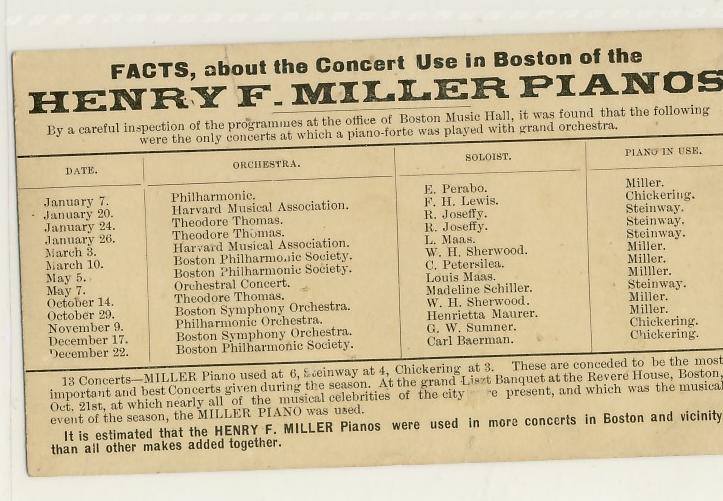 FACTS, about the Concert Use in Boston of the
HENRY F. MILLER PIANOS
By a careful inspection of the programmes at the office of Boston Music Hall, it was found that the following
were the only concerts at which a piano-forte was played with grand orchestra.
DATE. ORCHESTRA. SOLOIST. PIANO IN USE.
January 7. Philharmonic. E. Perabo. Miller.
January 20. Harvard Musical Association. F. H. Lewis. Chickering.
January 24. Theodore Thomas. R. Joseffy. Steinway.
January 26. Theodore Thomas. R. Joseffy. Steinway.
March 3. Harvard Musical Association. L. Maas. Steinway.
March 10. Boston Philharmonic Society. W. H. Sherwood. Miller.
May 5. Boston Philharmonic Society. C. Petersilea. Miller.
May 7. Orchestral Concert. Louis Maas. Milller.
October 14. Theodore Thomas. Madeline Schiller. Steinway.
October 29. Boston Symphony Orchestra. W. H. Sherwood. Miller.
November 9. Philharmonic Orchestra. Henrietta Maurer. Miller.
December 17. Boston Symphony Orchestra. G. W. Sumner. Chickering.
December 22. Boston Philharmonic Society. Carl Baerman. Chickering.
13 Concerts—MILLER Piano used at 6, Steinway at 4, Chickering at 3. These are conceded to be the most
important and best Concerts given during the season. At the grand Liszt Banquet at the Revere House, Boston,
Oct. 21st, at which nearly all of the musical celebrities of the city present, and which was the musical
event of the season, the MILLER PIANO was used.
It is estimated that the HENRY F. MILLER Pianos were used in more concerts in Boston and vicinity
than all other makes added together.